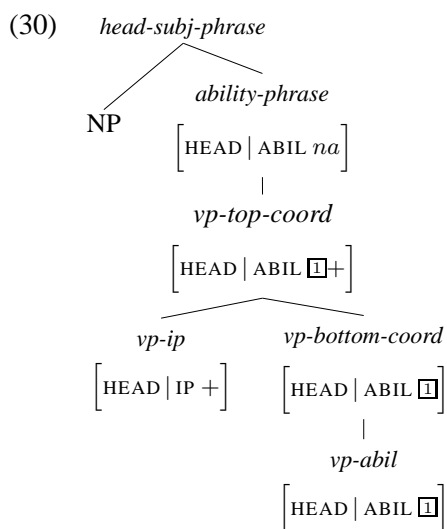 (30) head-subj-phrase
NP
ability-phrase
[HEAD | ABIL na]
vp-top-coord
[HEAD | ABIL 1 +]
vp-ip vp-bottom-coord
[HEAD | IP +] [HEAD | ABIL 1]
vp-abil
[HEAD | ABIL 1]